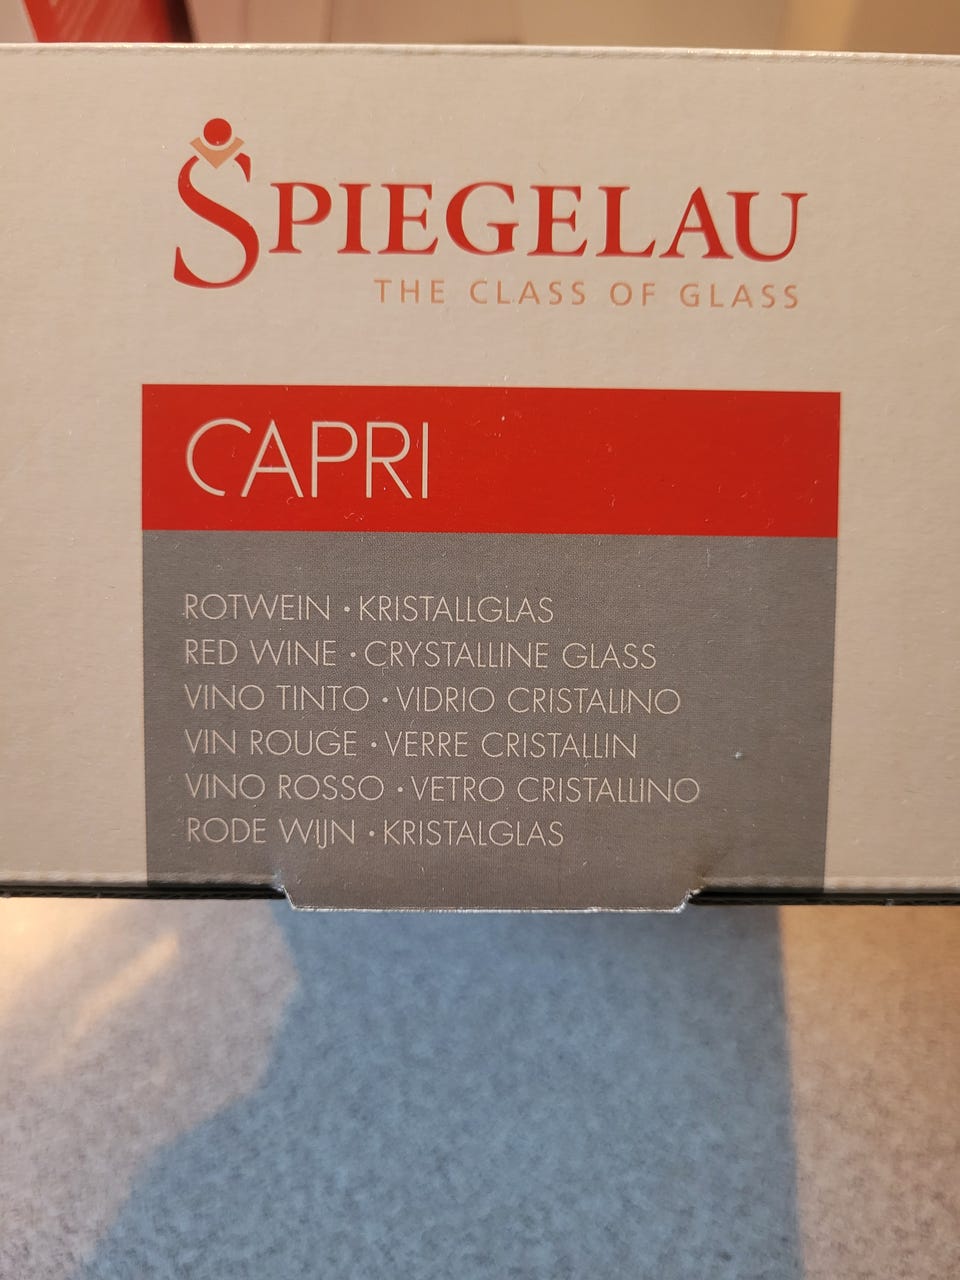 SPIEGELAU
THE CLASS OF GLASS
CAPRI
ROTWEIN · KRISTALLGLAS
RED WINE · CRYSTALLINE GLASS
VINO TINTO · VIDRIO CRISTALINO
VIN ROUGE · VERRE CRISTALLIN
VINO ROSSO · VETRO CRISTALLINO
RODE WIJN · KRISTALGLAS